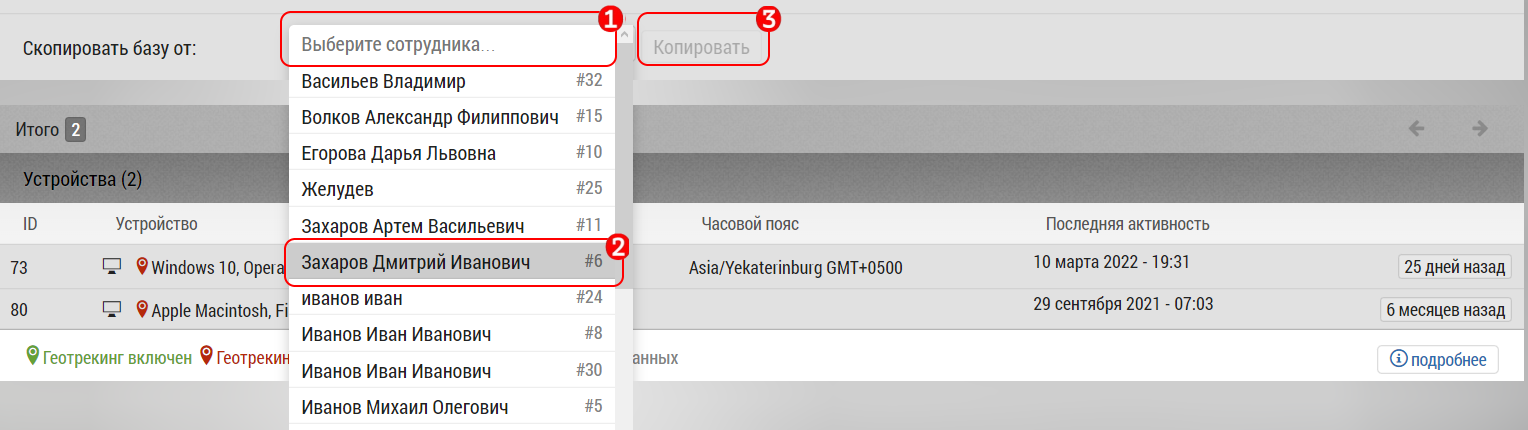 1
3
Скопировать базу от:
Выберите сотрудника...
Копировать
Васильев Владимир #32
Волков Александр Филиппович #15
Итого 2
Егорова Дарья Львовна #10
Устройства (2)
Желудев #25
ID Устройство Часовой пояс Последняя активность
Захаров Артем Васильевич #11
2
Захаров Дмитрий Иванович #6
73 Windows 10, Opera Asia/Yekaterinburg GMT+0500 10 марта 2022 - 19:31 25 дней назад
иванов иван #24
80 Apple Macintosh, Fi 29 сентября 2021 - 07:03 6 месяцев назад
Иванов Иван Иванович #8
Геотрекинг включен Геотрекин анных подробнее
Иванов Иван Иванович #30
Иванов Михаил Олегович #5